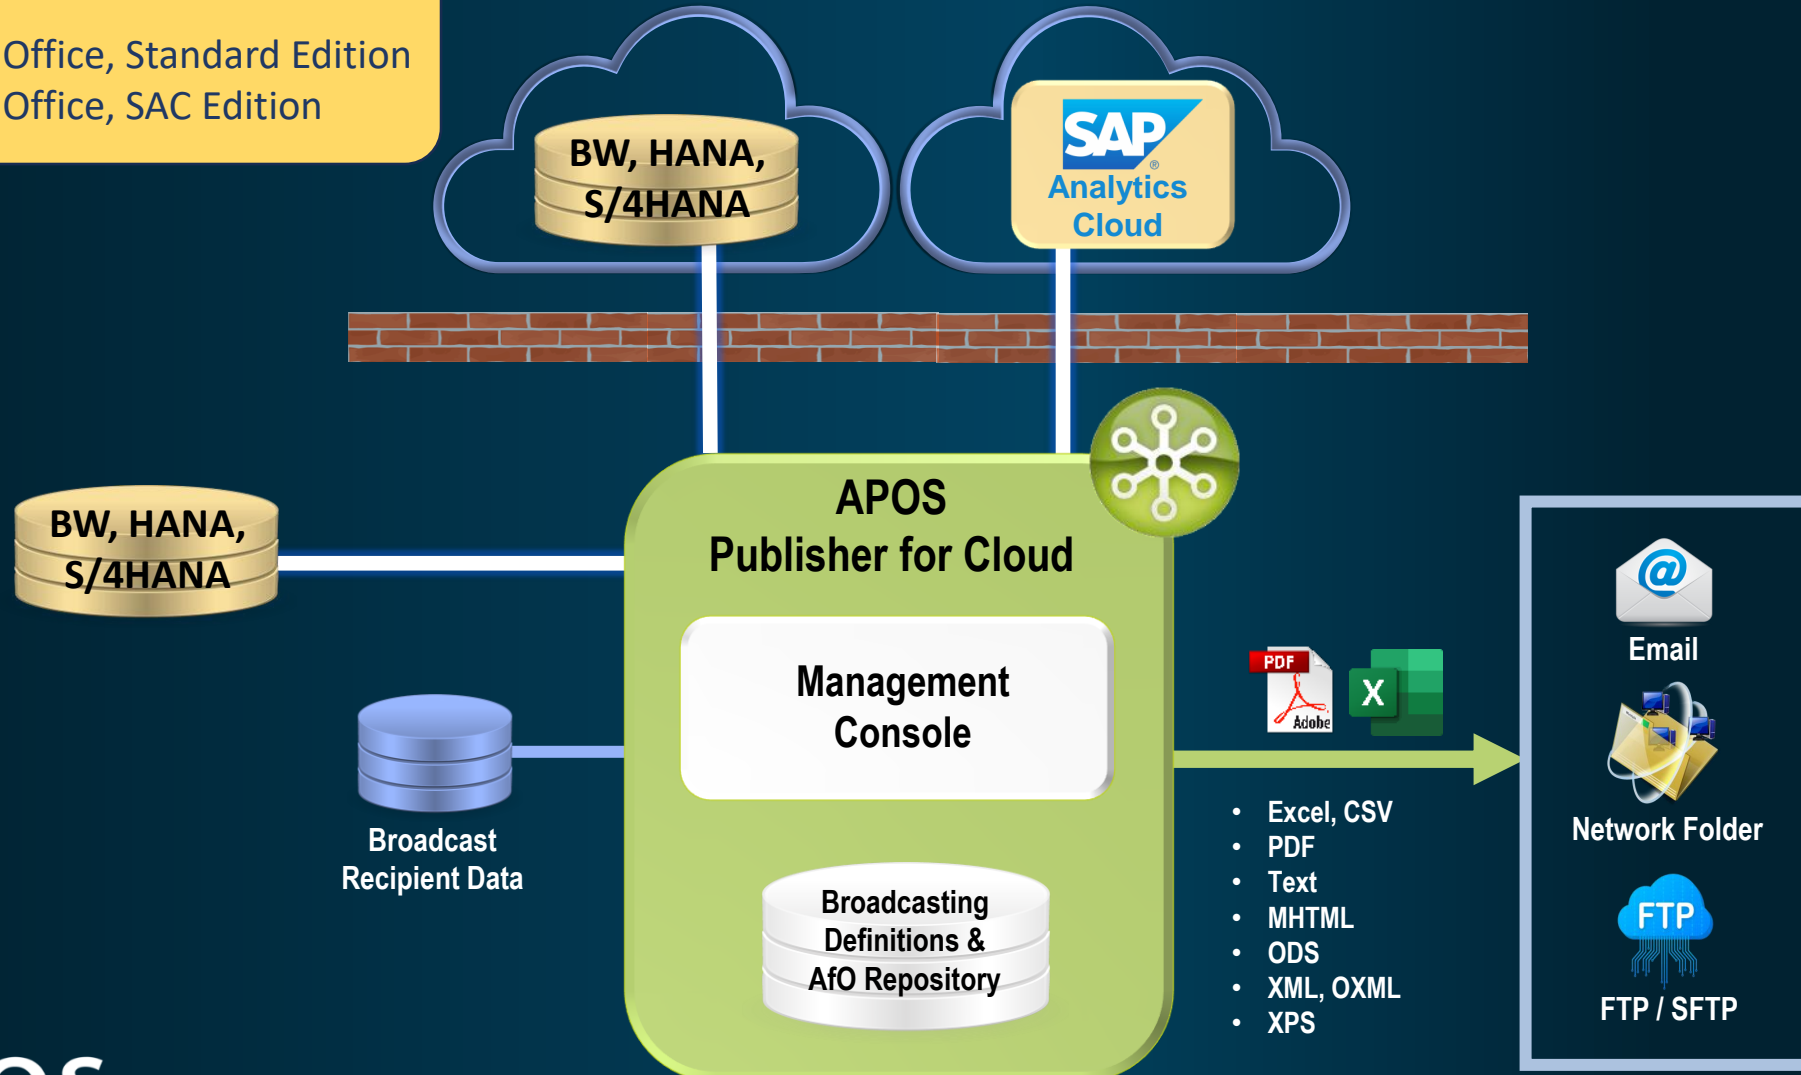 Office, Standard Edition
Office, SAC Edition
BW, HANA,
S/4HANA
SAP
®
Analytics
Cloud
BW, HANA,
S/4HANA
APOS
Publisher for Cloud
Management
Console
Broadcast
Recipient Data
Broadcasting
Definitions &
AfO Repository
PDF
Adobe
X
• Excel, CSV
• PDF
• Text
• MHTML
• ODS
• XML, OXML
• XPS
@
Email
Network Folder
FTP
FTP / SFTP